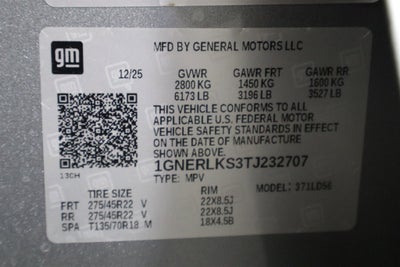 gm
MFD BY GENERAL MOTORS LLC
12/25 GVWR GAWR FRT GAWR RR
2800 KG 1450 KG 1600 KG
6173 LB 3196 LB 3527 LB
THIS VEHICLE CONFORMS TO ALL
APPLICABLE U.S. FEDERAL MOTOR
VEHICLE SAFETY STANDARDS IN EFFECT
ON THE DATE OF MANUFACTURE
SHOWN ABOVE.
1GNERLKS3TJ232707
13CH TYPE: MPV MODEL: 371LD56
TIRE SIZE RIM
FRT 275/45R22 V 22X8.5J
RR 275/45R22 V 22X8.5J
SPA T135/70R18 M 18X4.5B